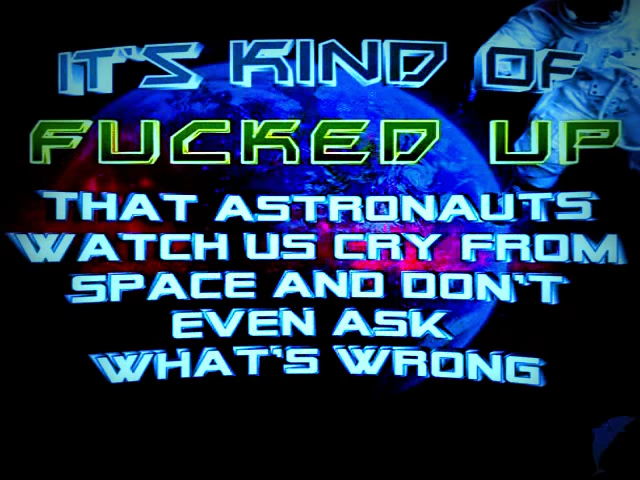 IT'S KIND OF
FUCKED UP
THAT ASTRONAUTS
WATCH US CRY FROM
SPACE AND DON'T
EVEN ASK
WHAT'S WRONG